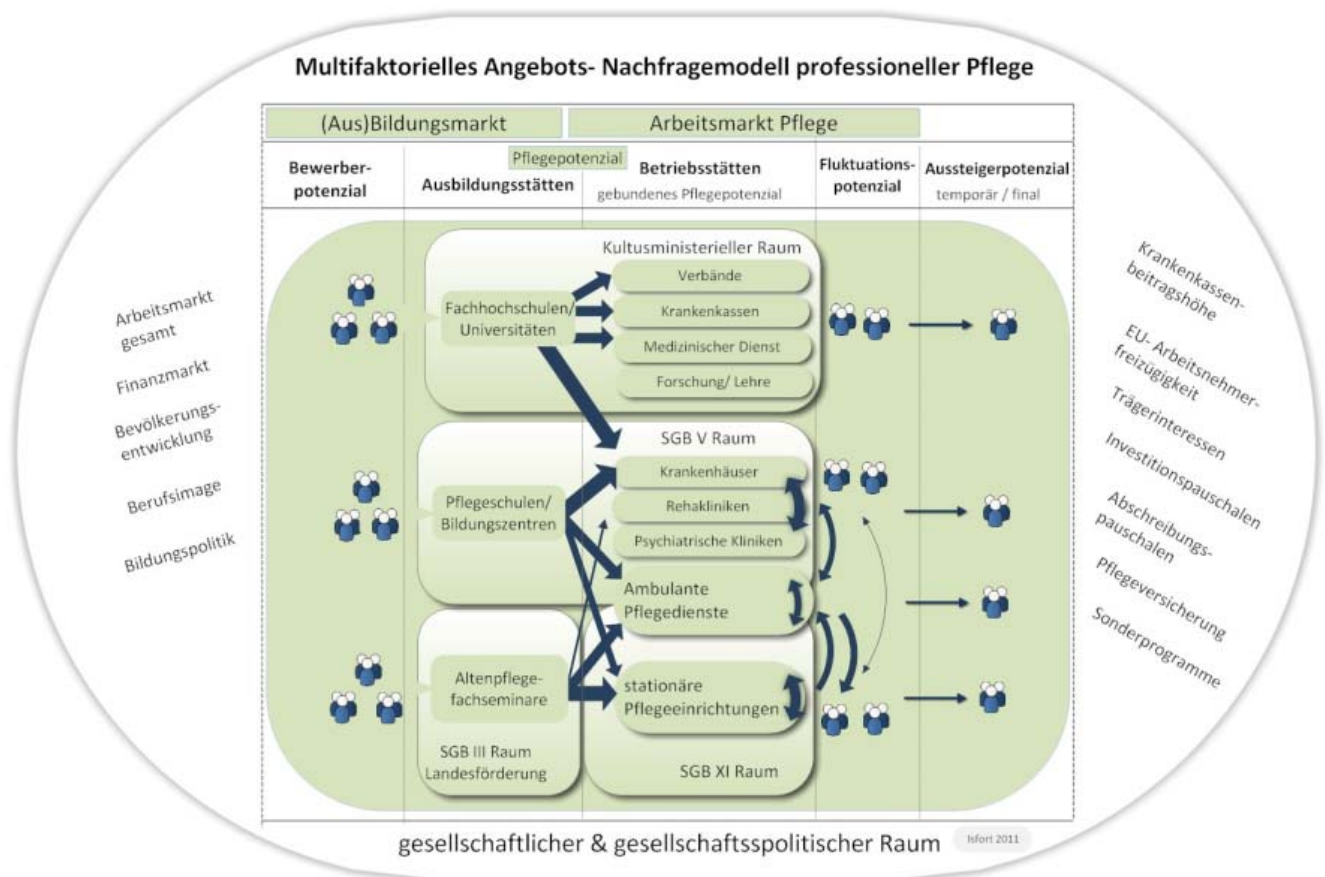 Multifaktorielles Angebots- Nachfragemodell professioneller Pflege
(Aus)Bildungsmarkt
Arbeitsmarkt Pflege
Bewerber-
potenzial
Pflegepotenzial
Ausbildungsstätten
Betriebsstätten
gebundenes Pflegepotenzial
Fluktuations-
potenzial
Aussteigerpotenzial
temporär / final
Arbeitsmarkt
gesamt
Finanzmarkt
Bevölkerungs-
entwicklung
Berufsimage
Bildungspolitik
Kultusministerieller Raum
Fachhochschulen/
Universitäten
Verbände
Krankenkassen
Medizinischer Dienst
Forschung/ Lehre
SGB V Raum
Pflegeschulen/
Bildungszentren
Krankenhäuser
Rehakliniken
Psychiatrische Kliniken
Ambulante
Pflegedienste
Altenpflege-
fachseminare
SGB III Raum
Landesförderung
stationäre
Pflegeeinrichtungen
SGB XI Raum
Krankenkassen-
beitragshöhe
EU- Arbeitsnehmer-
freizügigkeit
Trägerinteressen
Investitionspauschalen
Abschreibungs-
pauschalen
Pflegeversicherung
Sonderprogramme
gesellschaftlicher & gesellschaftsspolitischer Raum
Isfort 2011